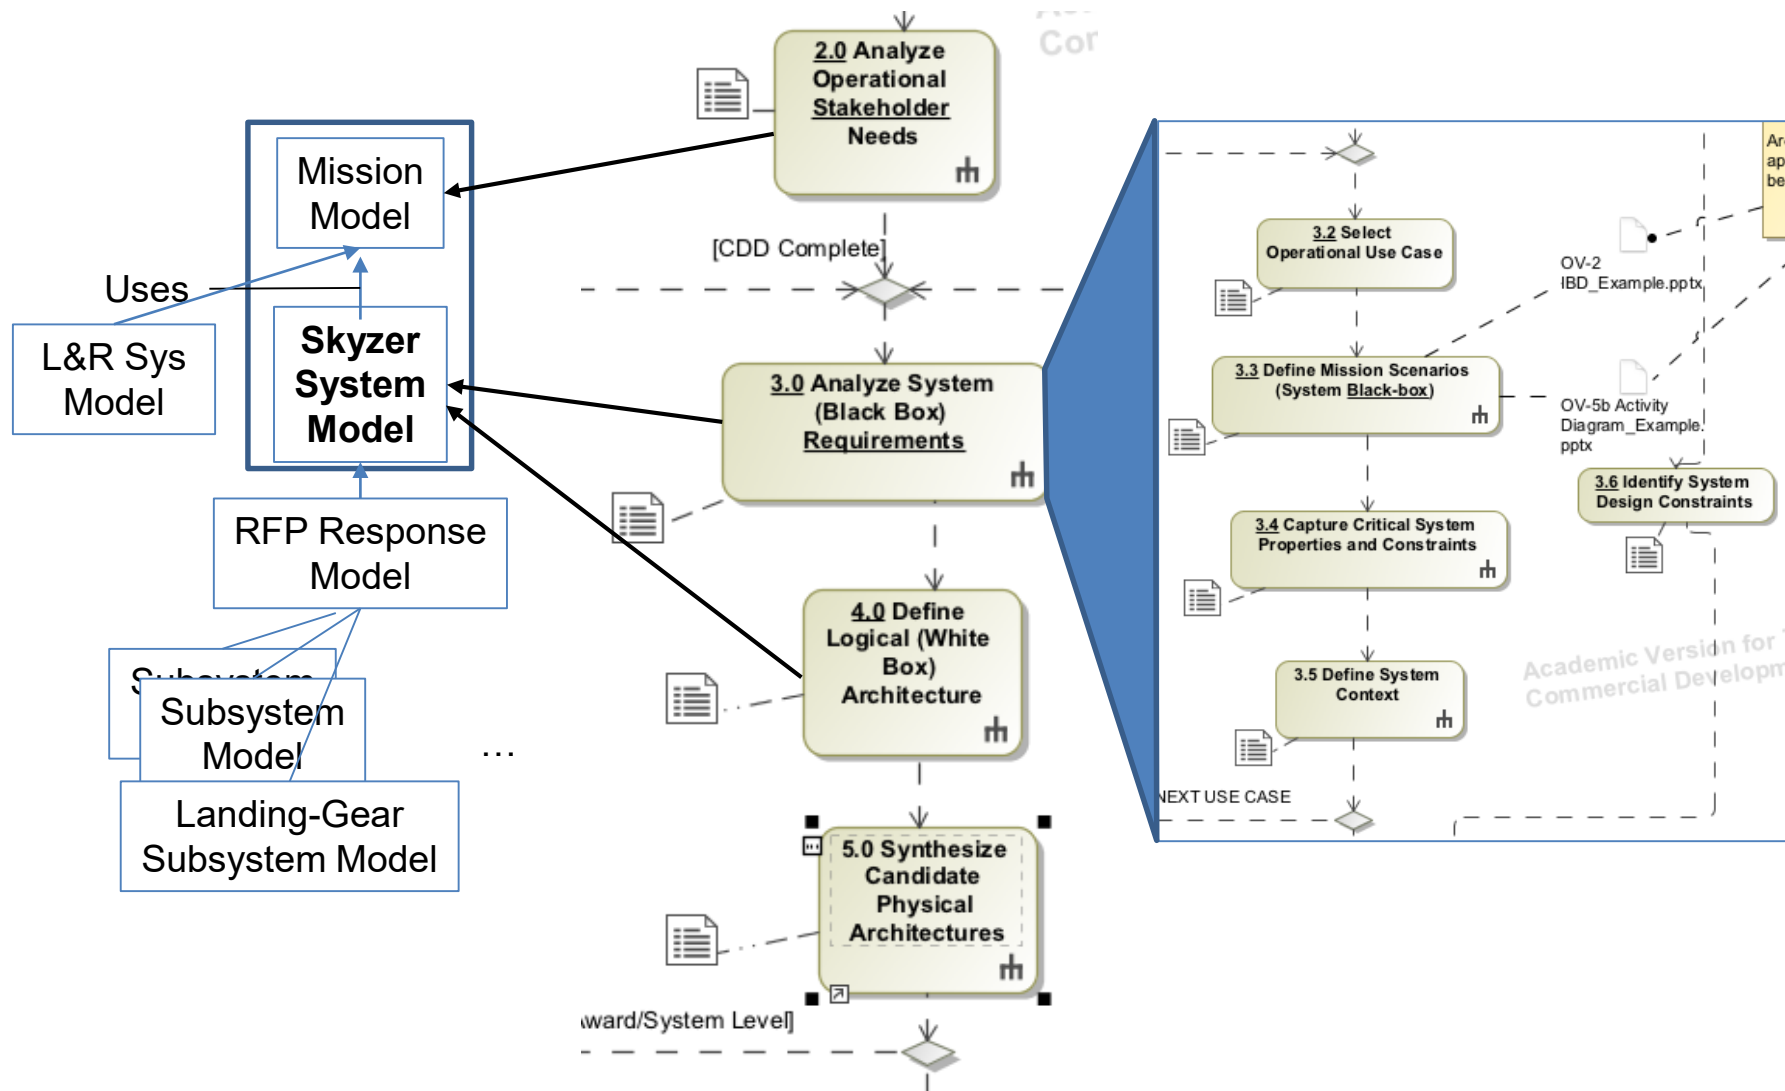 Cor
2.0 Analyze
Operational
Stakeholder
Needs
[CDD Complete]
Mission
Model
Uses
L&R Sys
Model
Skyzer
System
Model
RFP Response
Model
Subsystem
Subsystem
Model
...
Landing-Gear
Subsystem Model
3.0 Analyze System
(Black Box)
Requirements
4.0 Define
Logical (White
Box)
Architecture
5.0 Synthesize
Candidate
Physical
Architectures
ward/System Level]
3.2 Select
Operational Use Case
3.3 Define Mission Scenarios
(System Black-box)
3.4 Capture Critical System
Properties and Constraints
3.5 Define System
Context
NEXT USE CASE
OV-2
IBD_Example.pptx
OV-5b Activity
Diagram_Example.
pptx
3.6 Identify System
Design Constraints
Ar
ap
be
Academic Version for
Commercial Developm